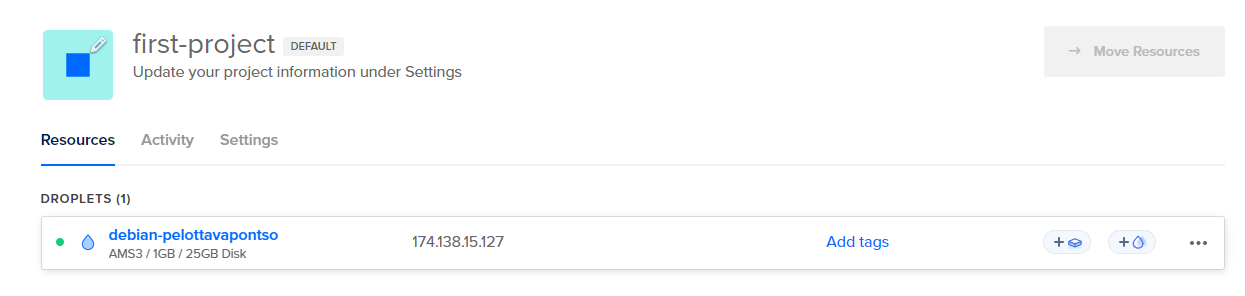 first-project DEFAULT
Update your project information under Settings
→ Move Resources
Resources Activity Settings
DROPLETS (1)
debian-pelottavapontso 174.138.15.127 Add tags
AMS3 / 1GB / 25GB Disk